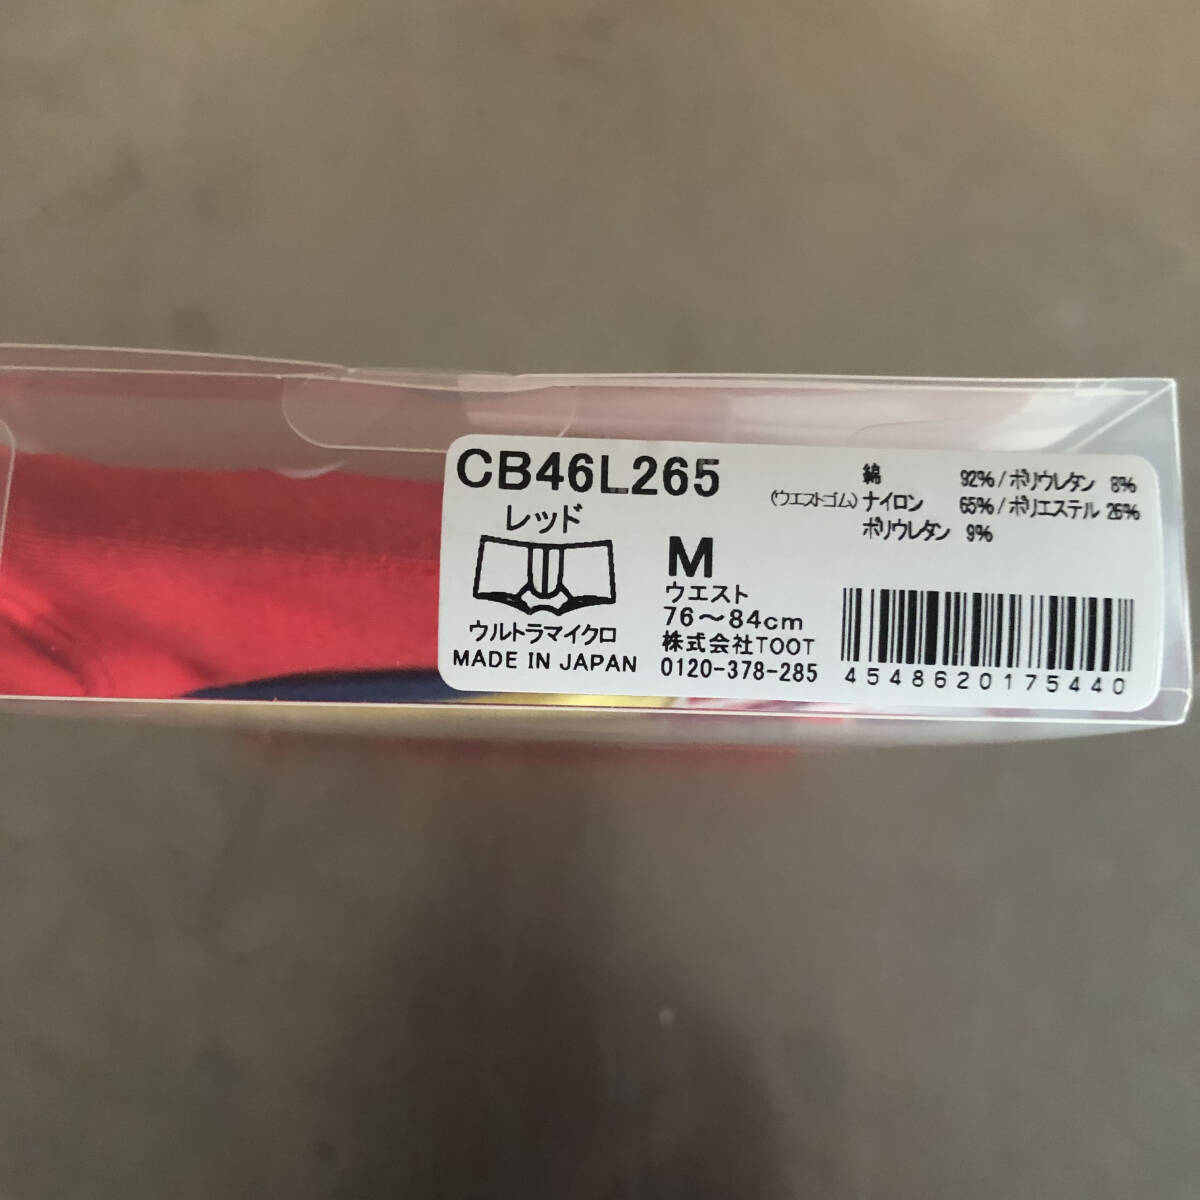 CB46L265
レッド
ウルトラマイクロ
MADE IN JAPAN
M
ウエスト
76～84cm
株式会社TOOT
0120-378-285
綿 92% / ポリウレタン 8%
(ウエストゴム) ナイロン 65% / ポリエステル 26%
ポリウレタン 9%
4548620175440